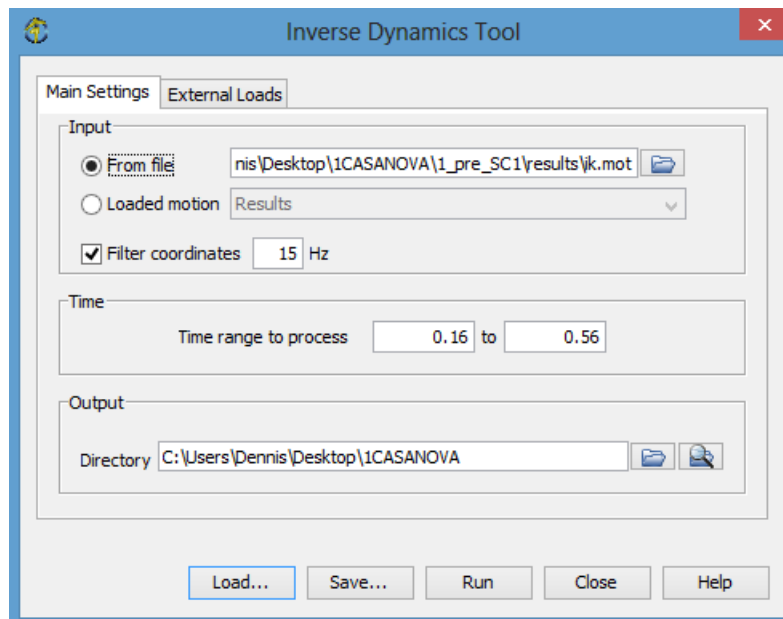 Inverse Dynamics Tool
Main Settings External Loads
Input
From file nis\Desktop\1CASANOVA\1_pre_SC1\results\ik.mot
Loaded motion Results
Filter coordinates 15 Hz
Time
Time range to process 0.16 to 0.56
Output
Directory C:\Users\Dennis\Desktop\1CASANOVA
Load... Save... Run Close Help